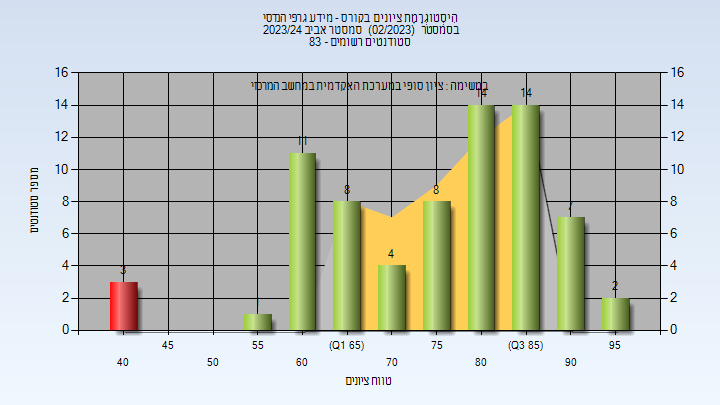 היסטוגרמת ציונים בקורס - מידע גרפי הנדסי
בסמסטר (02/2023) סמסטר אביב 2023/24
סטודנטים רשומים - 83
במשימה : ציון סופי במערכת האקדמית במחשב המרכזי
מספר סטודנטים
16 16
14 14
12 12
10 10
8 8
6 6
4 4
2 2
0 0
3 11 8 4 8 14 14 7 2
45 55 (Q1 65) 75 (Q3 85) 95
40 50 60 70 80 90
טווח ציונים